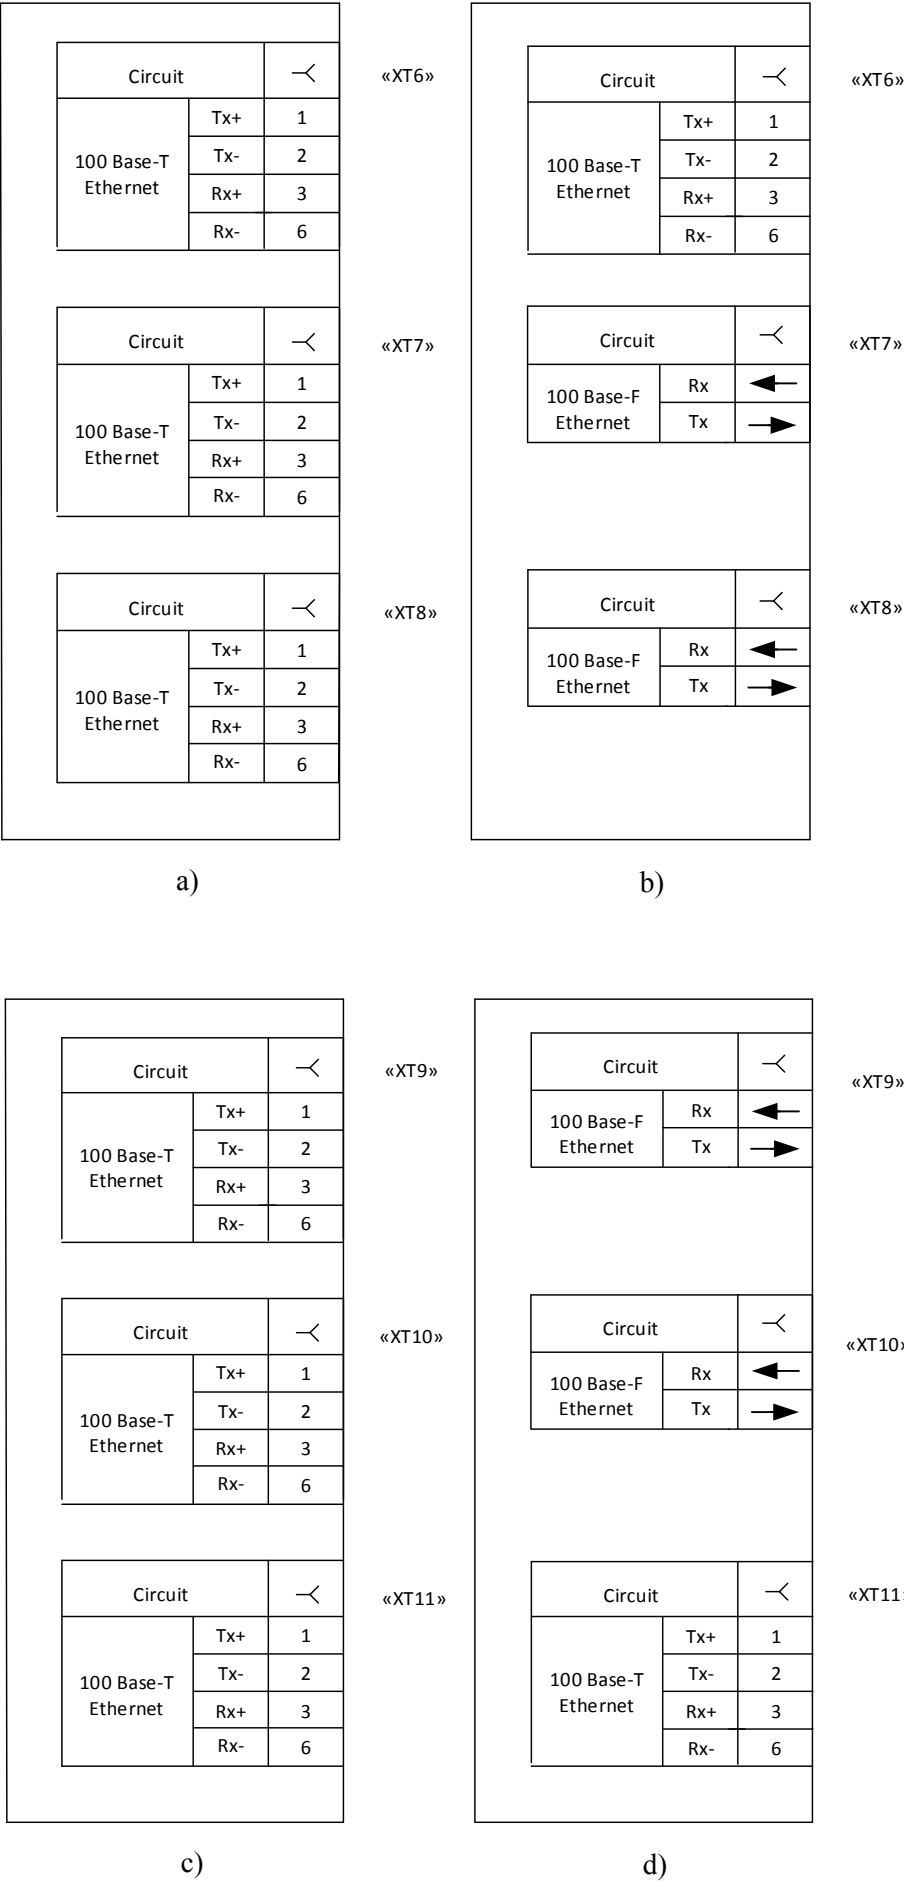 Circuit
«XT6»
100 Base-T
Ethernet
Tx+ 1
Tx- 2
Rx+ 3
Rx- 6
Circuit
«XT7»
100 Base-T
Ethernet
Tx+ 1
Tx- 2
Rx+ 3
Rx- 6
Circuit
«XT8»
100 Base-T
Ethernet
Tx+ 1
Tx- 2
Rx+ 3
Rx- 6
a)
Circuit
«XT6»
100 Base-T
Ethernet
Tx+ 1
Tx- 2
Rx+ 3
Rx- 6
Circuit
«XT7»
100 Base-F
Ethernet
Rx
Tx
Circuit
«XT8»
100 Base-F
Ethernet
Rx
Tx
b)
Circuit
«XT9»
100 Base-T
Ethernet
Tx+ 1
Tx- 2
Rx+ 3
Rx- 6
Circuit
«XT10»
100 Base-T
Ethernet
Tx+ 1
Tx- 2
Rx+ 3
Rx- 6
Circuit
«XT11»
100 Base-T
Ethernet
Tx+ 1
Tx- 2
Rx+ 3
Rx- 6
c)
Circuit
«XT9»
100 Base-F
Ethernet
Rx
Tx
Circuit
«XT10»
100 Base-F
Ethernet
Rx
Tx
Circuit
«XT11»
100 Base-T
Ethernet
Tx+ 1
Tx- 2
Rx+ 3
Rx- 6
d)